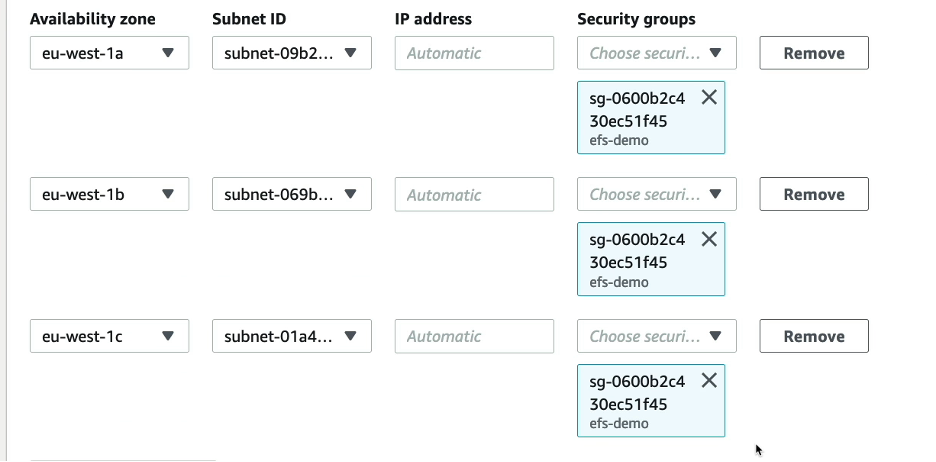 Availability zone Subnet ID IP address Security groups
eu-west-1a subnet-09b2... Automatic Choose securi... Remove
sg-0600b2c4
30ec51f45
efs-demo
eu-west-1b subnet-069b... Automatic Choose securi... Remove
sg-0600b2c4
30ec51f45
efs-demo
eu-west-1c subnet-01a4... Automatic Choose securi... Remove
sg-0600b2c4
30ec51f45
efs-demo